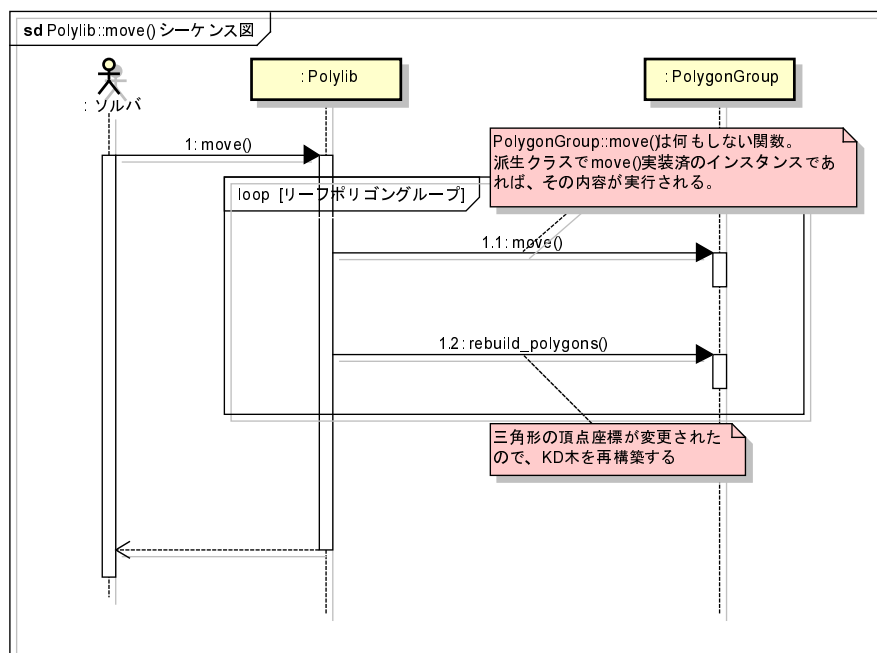 sd Polylib::move() シーケンス図
: Polylib
: PolygonGroup
: ソルバ
1: move()
PolygonGroup::move()は何もしない関数。
派生クラスでmove()実装済のインスタンスであ
れば、その内容が実行される。
loop [リーフポリゴングループ]
1.1: move()
1.2: rebuild_polygons()
三角形の頂点座標が変更された
ので、KD木を再構築する